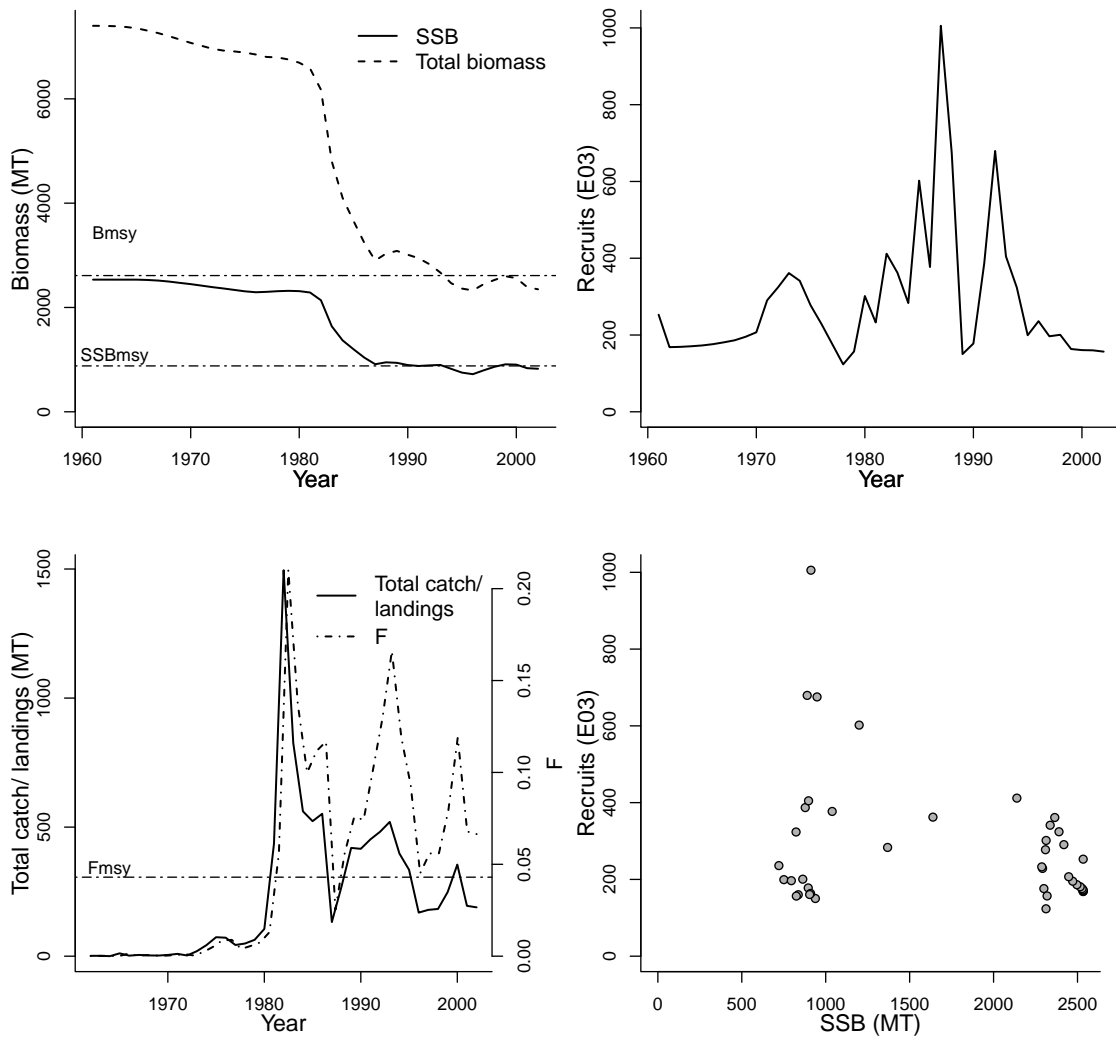 SSB
Total biomass
Biomass (MT)
0
2000
4000
6000
Bmsy
SSBmsy
1960 1970 1980 1990 2000
Year
Recruits (E03)
0
200
400
600
800
1000
1960 1970 1980 1990 2000
Year
Total catch/
landings
F
Total catch/ landings (MT)
0
500
1000
1500
Fmsy
F
0.00
0.05
0.10
0.15
0.20
1970 1980 1990 2000
Year
Recruits (E03)
0
200
400
600
800
1000
0 500 1000 1500 2000 2500
SSB (MT)